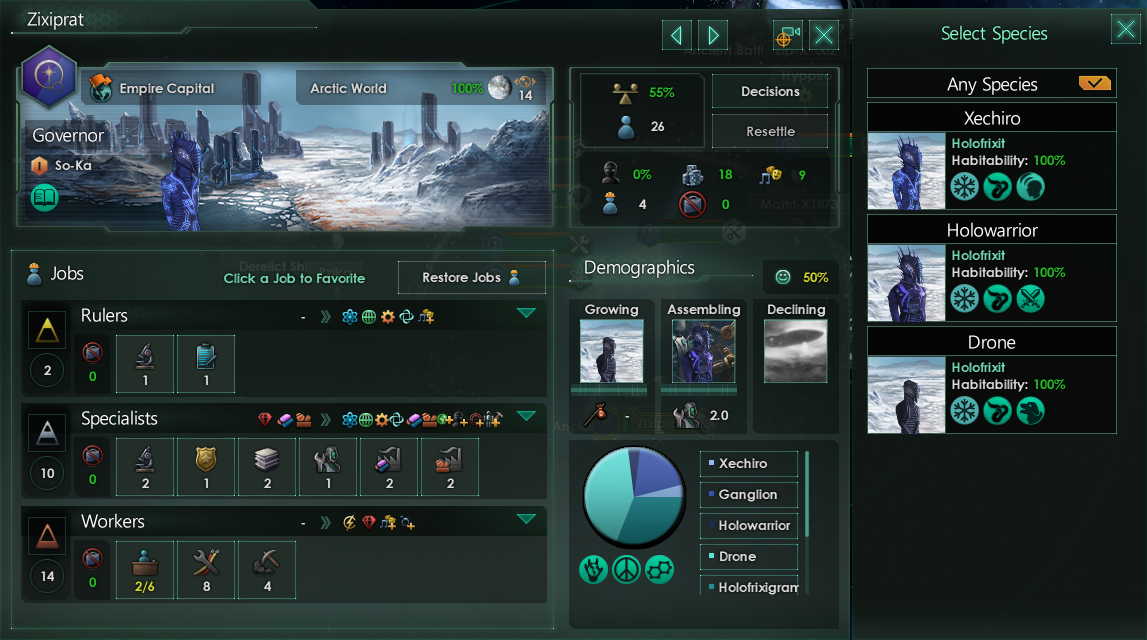 Zixiprat
Empire Capital
Arctic World
100%
14
Governor
So-Ka
55%
26
Decisions
Resettle
0%
18
9
4
0
Jobs
Click a Job to Favorite
Restore Jobs
Rulers
-
2
0
1
1
Specialists
10
0
2
1
2
1
2
2
Workers
-
14
0
2/6
8
4
Demographics
50%
Growing
Assembling
Declining
-
2.0
Xechiro
Ganglion
Holowarrior
Drone
Holofrixigran
Select Species
Any Species
Xechiro
Holofrixit
Habitability: 100%
Holowarrior
Holofrixit
Habitability: 100%
Drone
Holofrixit
Habitability: 100%